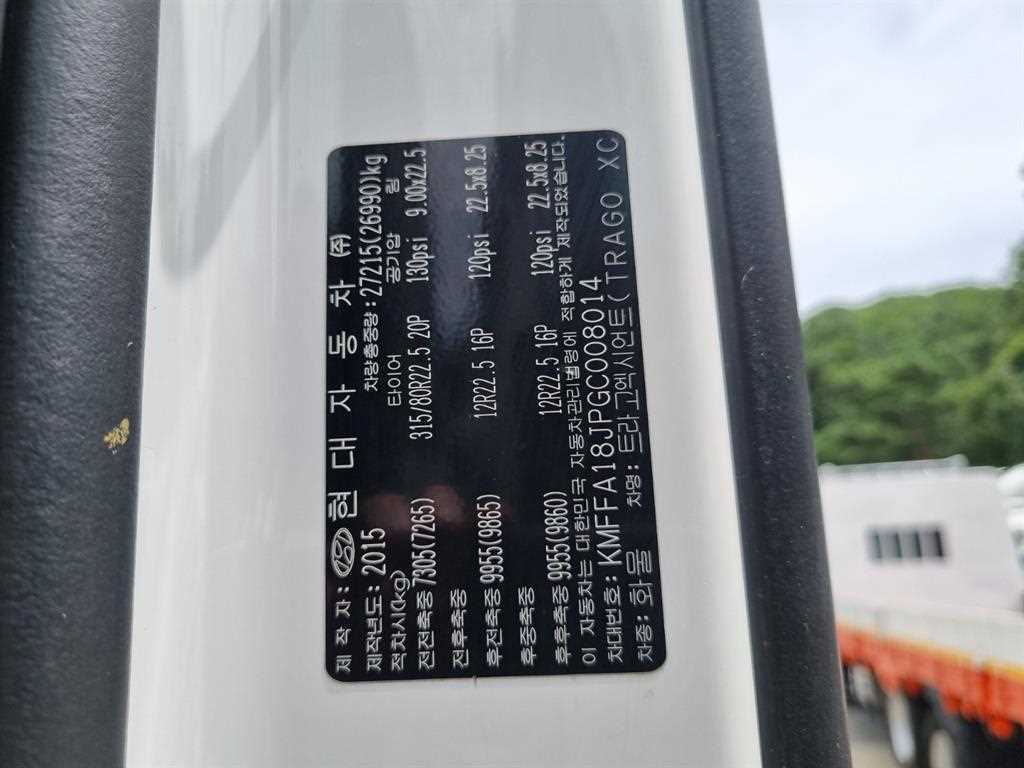 제 작 자 : 현 대 자 동 차 (주)
제작년도: 2015 차량총중량: 27215(26990)kg
적차시(kg) 타이어 공기압 림
전전축중 7305(7265) 315/80R22.5 20P 130psi 9.00x22.5
전후축중
후전축중 9955(9865) 12R22.5 16P 120psi 22.5x8.25
후중축중
후후축중 9955(9860) 12R22.5 16P 120psi 22.5x8.25
이 자동차는 대한민국 자동차관리법령에 적합하게 제작되었습니다.
차대번호: KMFFA18JPGC008014
차종: 화물 차명: 트라고엑시언트(TRAGO XC